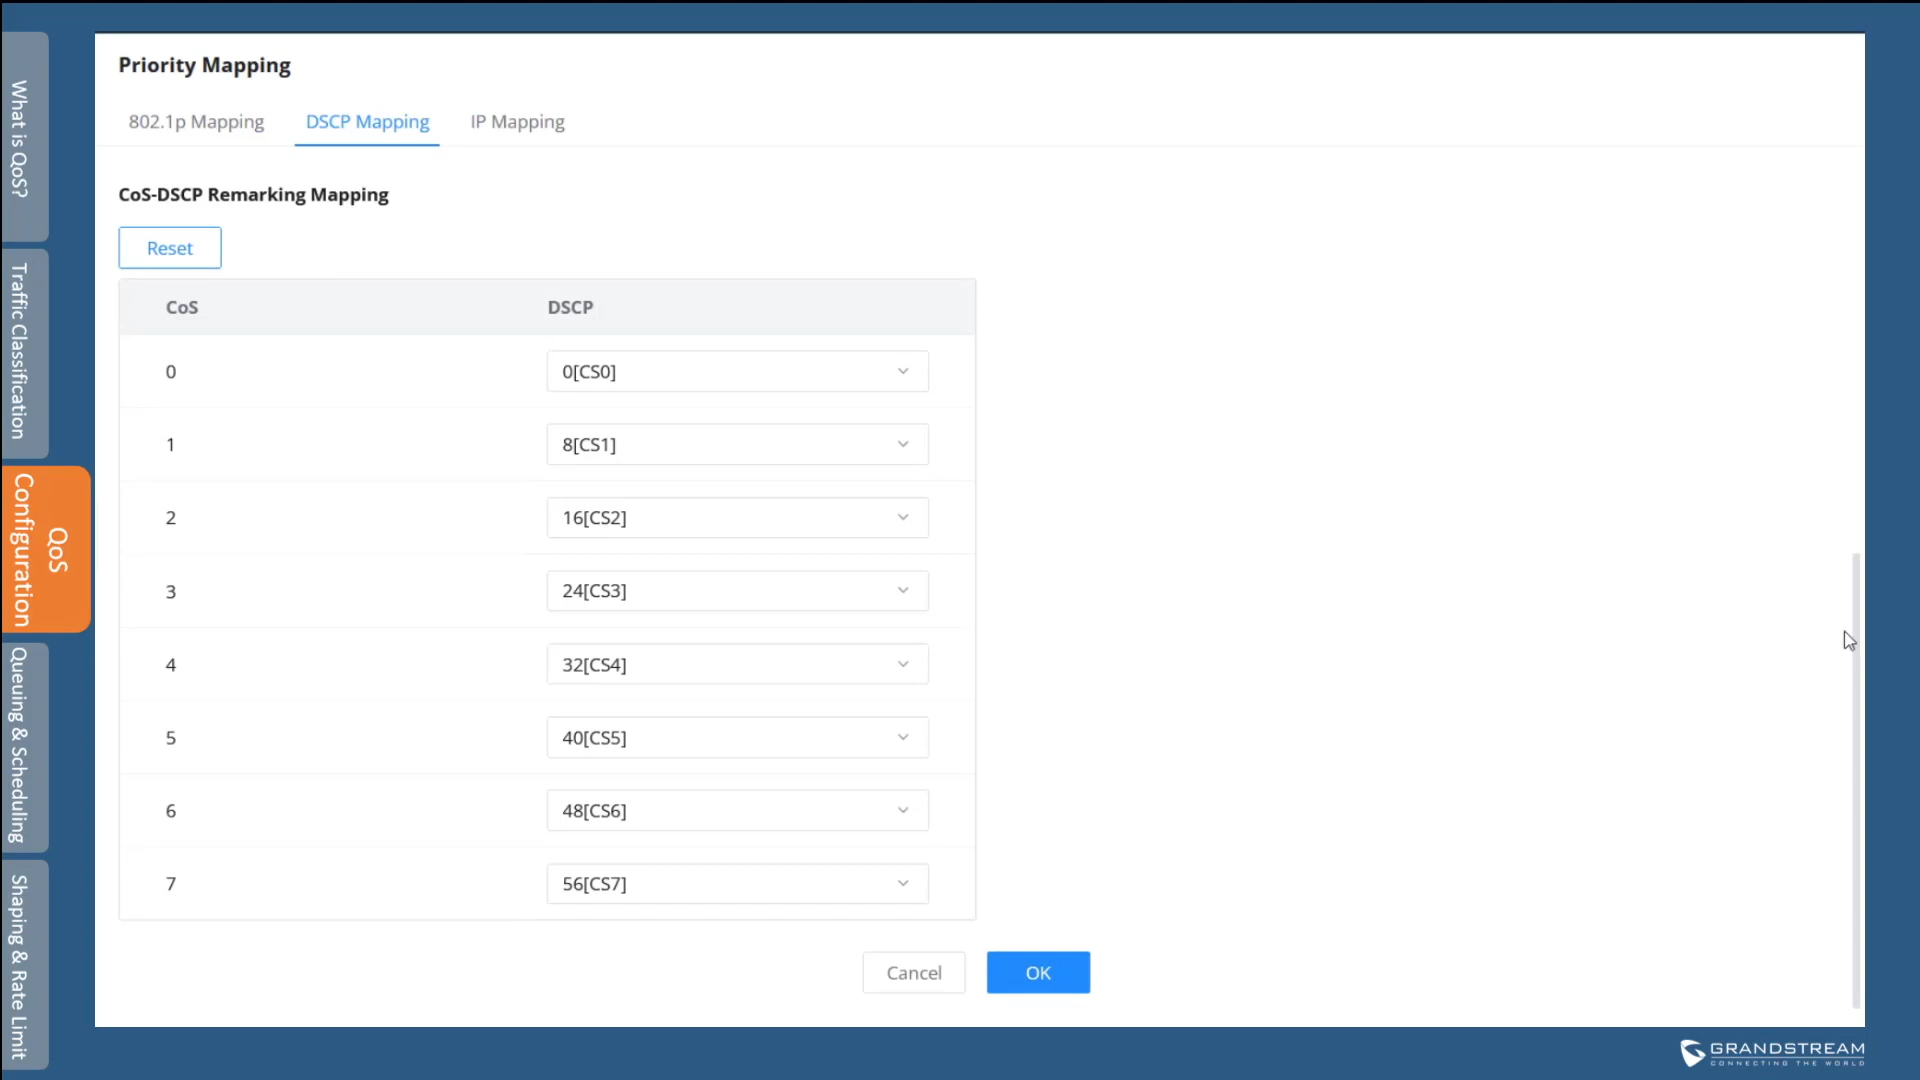 What is QoS?
Traffic Classification
QoS
Configuration
Queuing & Scheduling
Shaping & Rate Limit
Priority Mapping
802.1p Mapping DSCP Mapping IP Mapping
CoS-DSCP Remarking Mapping
Reset
CoS DSCP
0 0[CS0]
1 8[CS1]
2 16[CS2]
3 24[CS3]
4 32[CS4]
5 40[CS5]
6 48[CS6]
7 56[CS7]
Cancel OK
GRANDSTREAM
CONNECTING THE WORLD